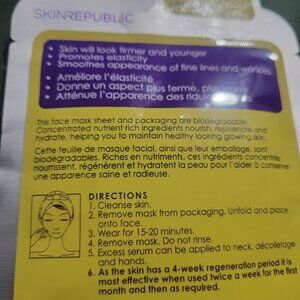 SKINREPUBLIC
• Skin will look firmer and younger
• Promotes elasticity
• Smoothes appearance of fine lines and wrinkles
• Améliore l'élasticité
• Donne un aspect plus ferme, plus jeune
• Atténue l'apparence des ridules
This face mask sheet and packaging are biodegradable.
Concentrated nutrient rich ingredients nourish, rejuvenate and
hydrate, helping you to maintain healthy looking glowing skin.
Cette feuille de masque facial, ainsi que leur emballage, sont
biodégradables. Riches en nutriments, ces ingrédients concentrés
nourrissent, régénèrent et hydratent la peau pour l'aider à conserver
une apparence saine et radieuse.
DIRECTIONS
1. Cleanse skin.
2. Remove mask from packaging. Unfold and place
onto face.
3. Wear for 15-20 minutes.
4. Remove mask. Do not rinse.
5. Excess serum can be applied to neck, décolletage
and hands.
6. As the skin has a 4-week regeneration period it is
most effective when used twice a week for the first
month and then as required.